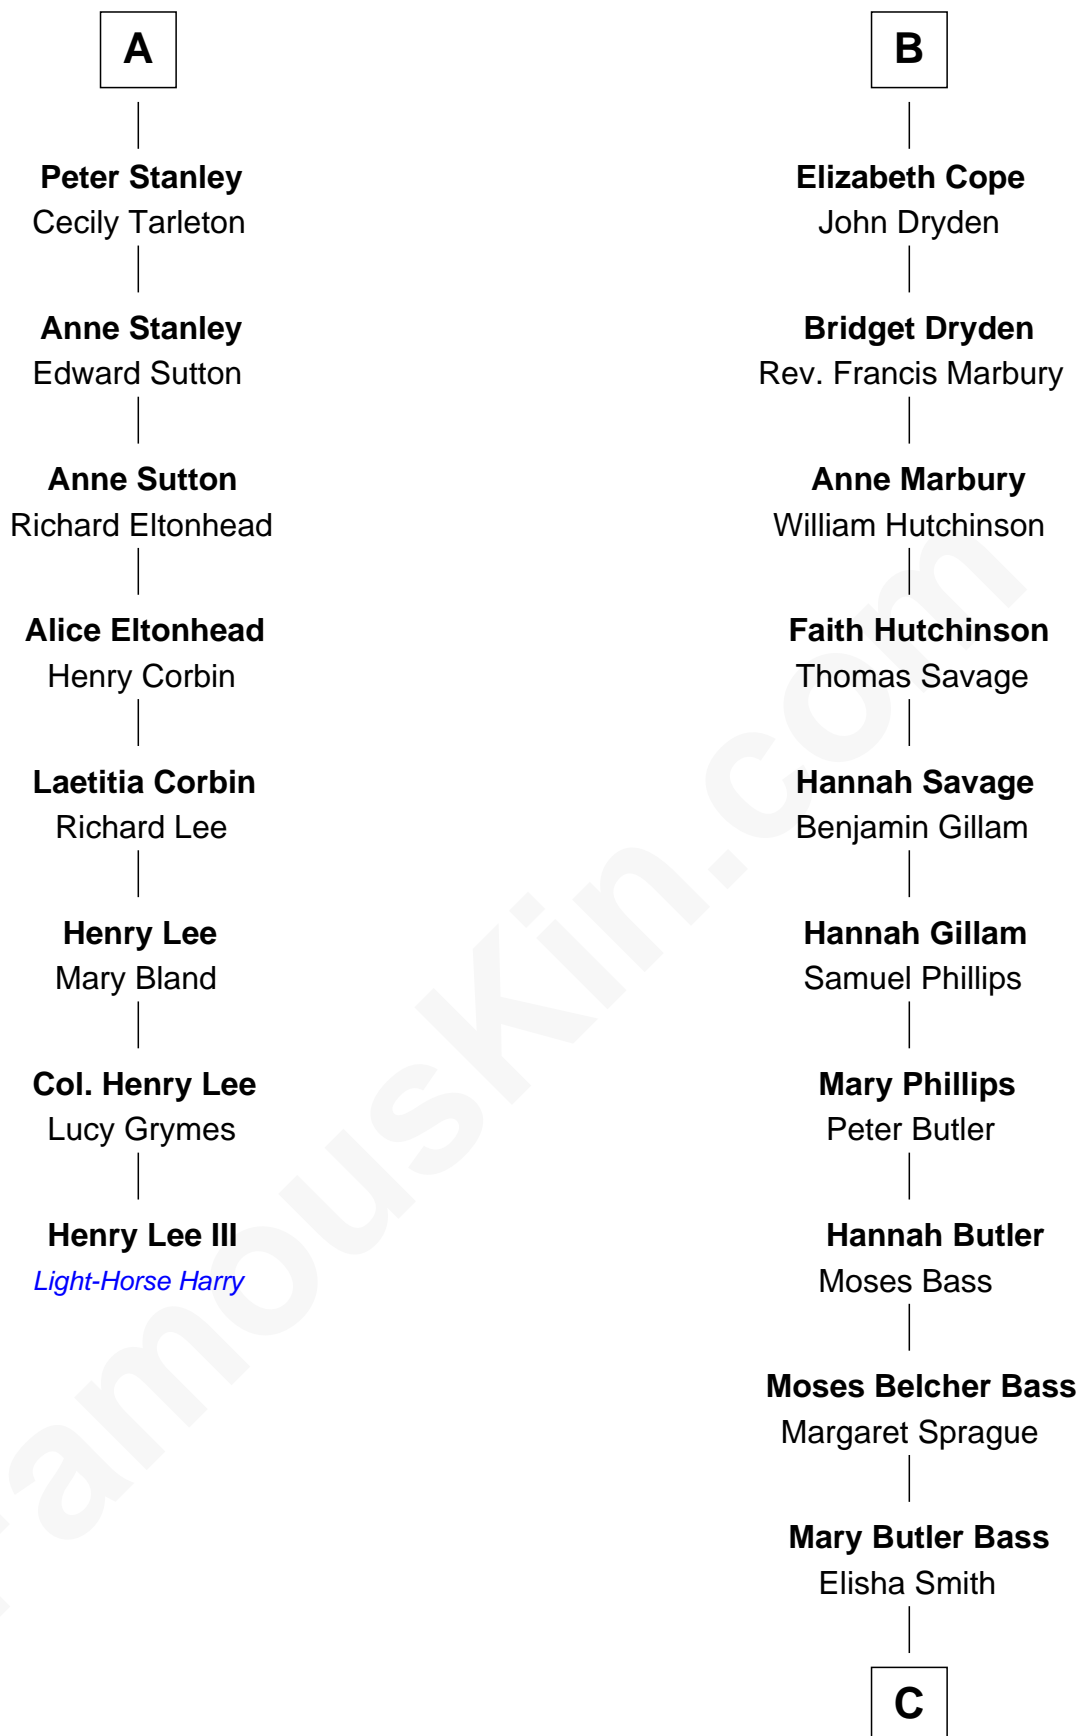 A
Peter Stanley
Cecily Tarleton
Anne Stanley
Edward Sutton
Anne Sutton
Richard Eltonhead
Alice Eltonhead
Henry Corbin
Laetitia Corbin
Richard Lee
Henry Lee
Mary Bland
Col. Henry Lee
Lucy Grymes
Henry Lee III
Light-Horse Harry
B
Elizabeth Cope
John Dryden
Bridget Dryden
Rev. Francis Marbury
Anne Marbury
William Hutchinson
Faith Hutchinson
Thomas Savage
Hannah Savage
Benjamin Gillam
Hannah Gillam
Samuel Phillips
Mary Phillips
Peter Butler
Hannah Butler
Moses Bass
Moses Belcher Bass
Margaret Sprague
Mary Butler Bass
Elisha Smith
C
FamousKin.com